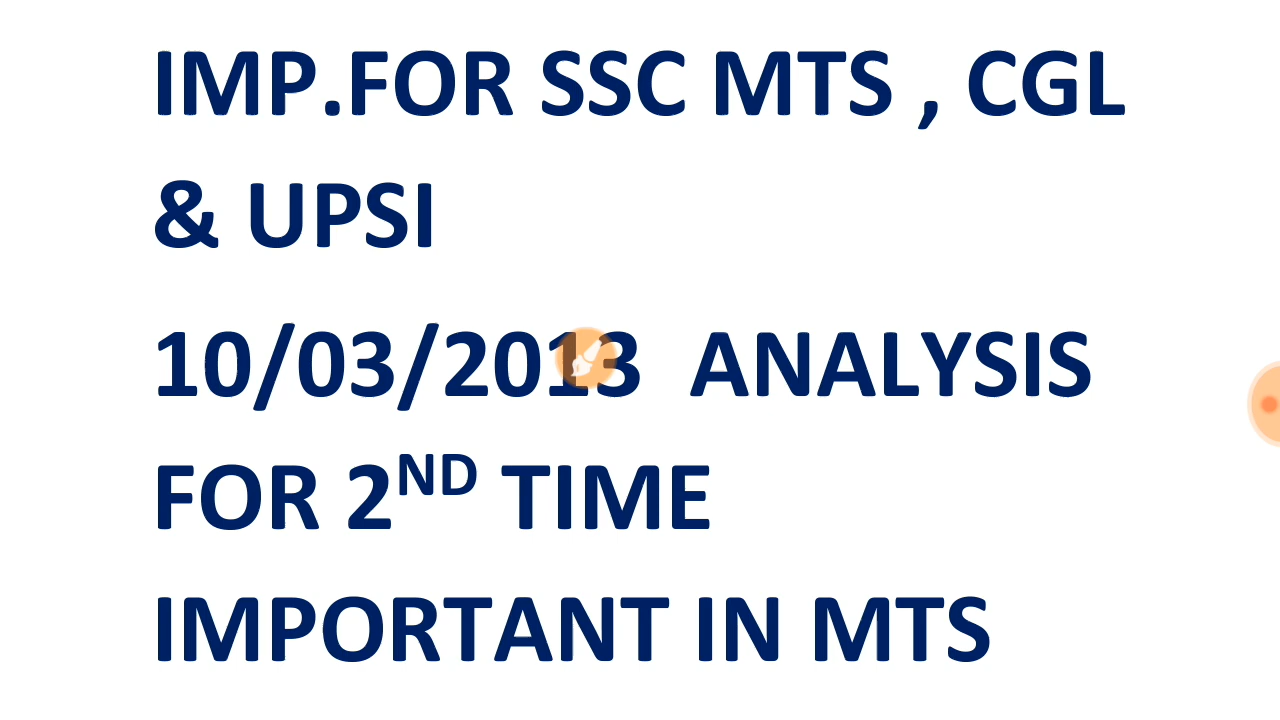 IMP.FOR SSC MTS , CGL
& UPSI
10/03/2013 ANALYSIS
FOR 2ND TIME
IMPORTANT IN MTS